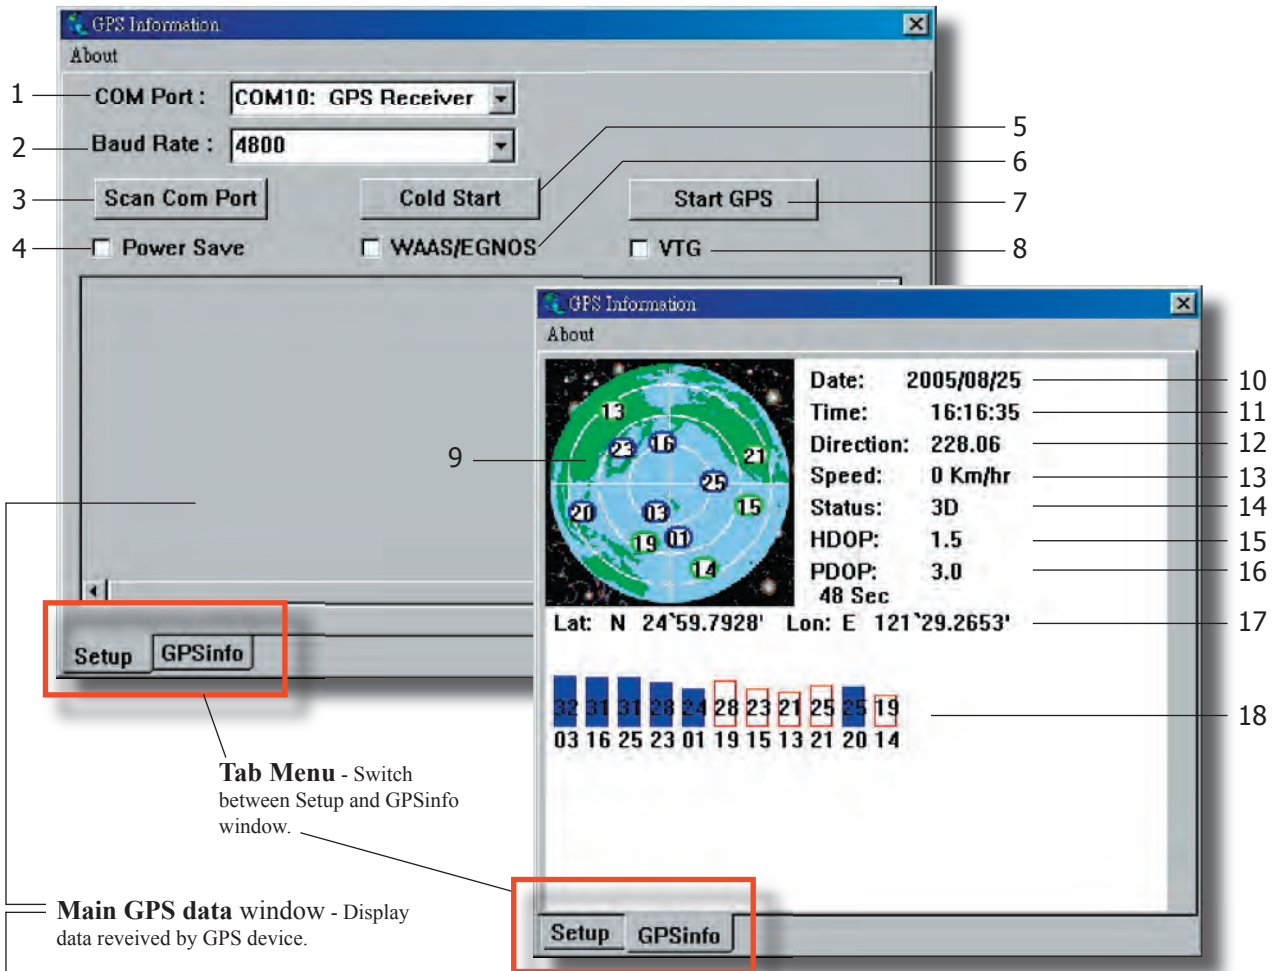 GPS Information
About
1
COM Port :
COM10: GPS Receiver
2
Baud Rate :
4800
5
6
3
Scan Com Port
Cold Start
Start GPS
7
4
Power Save
WAAS/EGNOS
VTG
8
GPS Information
About
9
13
23
16
21
25
20
03
15
19
01
14
Date: 2005/08/25
10
Time: 16:16:35
11
Direction: 228.06
12
Speed: 0 Km/hr
13
Status: 3D
14
HDOP: 1.5
15
PDOP: 3.0
16
48 Sec
Lat: N 24`59.7928' Lon: E 121`29.2653'
17
32 31 31 28 24 28 23 21 25 25 19
18
03 16 25 23 01 19 15 13 21 20 14
Setup GPSinfo
Tab Menu - Switch
between Setup and GPSinfo
window.
Main GPS data window - Display
data reveived by GPS device.
Setup GPSinfo